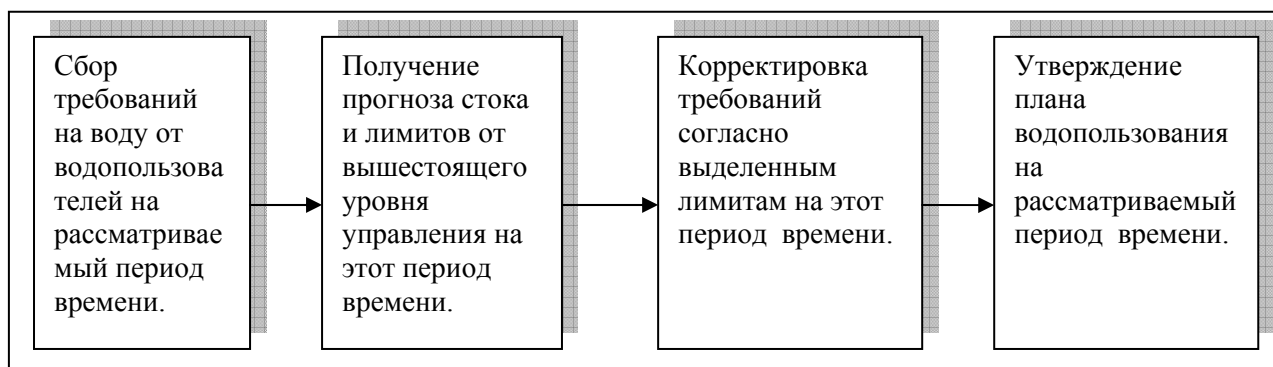 Сбор
требований
на воду от
водопользова
телей на
рассматривае
мый период
времени.
Получение
прогноза стока
и лимитов от
вышестоящего
уровня
управления на
этот период
времени.
Корректировка
требований
согласно
выделенным
лимитам на этот
период времени.
Утверждение
плана
водопользования
на
рассматриваемый
период времени.